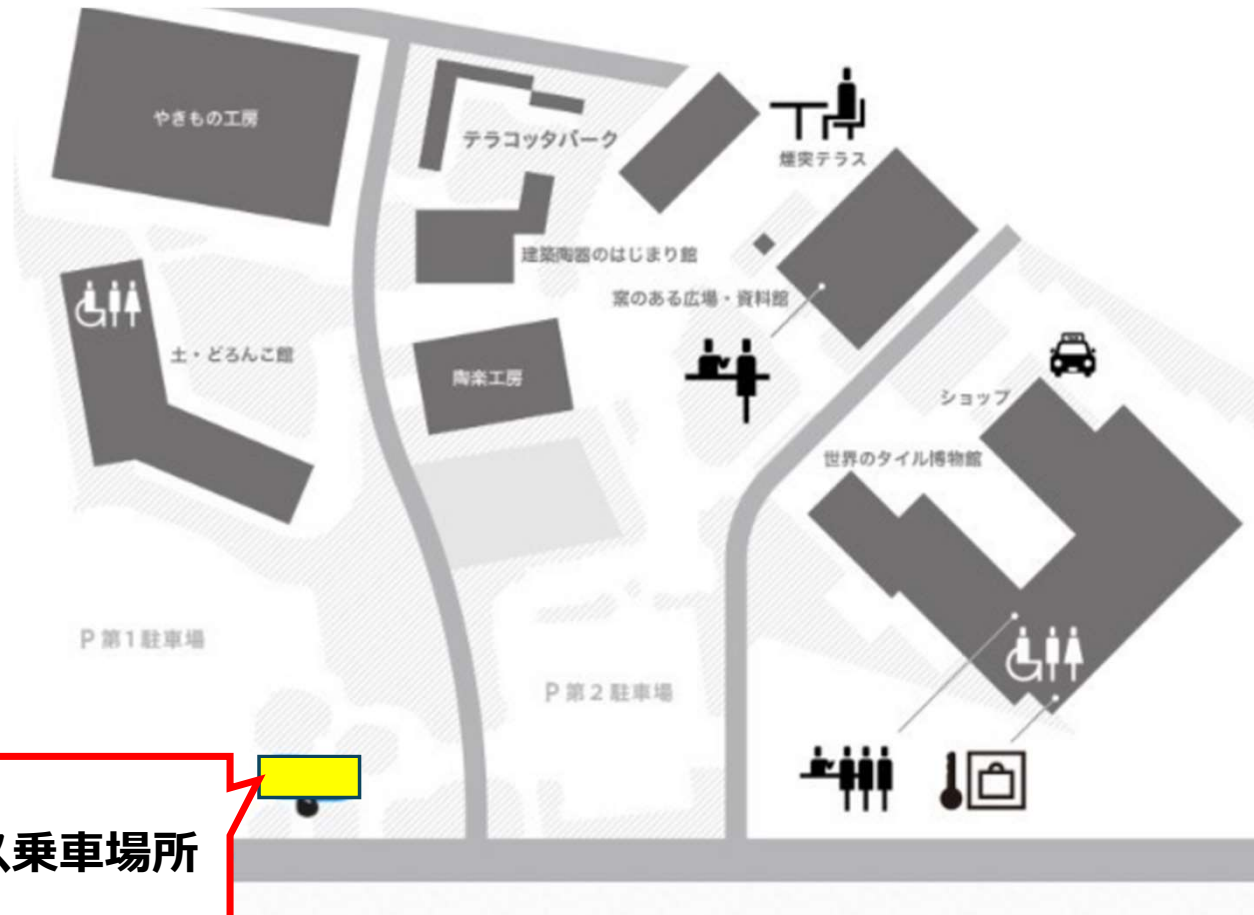 やきもの工房
テラコッタパーク
煙突テラス
建築陶器のはじまり館
窯のある広場・資料館
土・どろんこ館
陶楽工房
ショップ
世界のタイル博物館
P 第1駐車場
P 第2駐車場
乗車場所